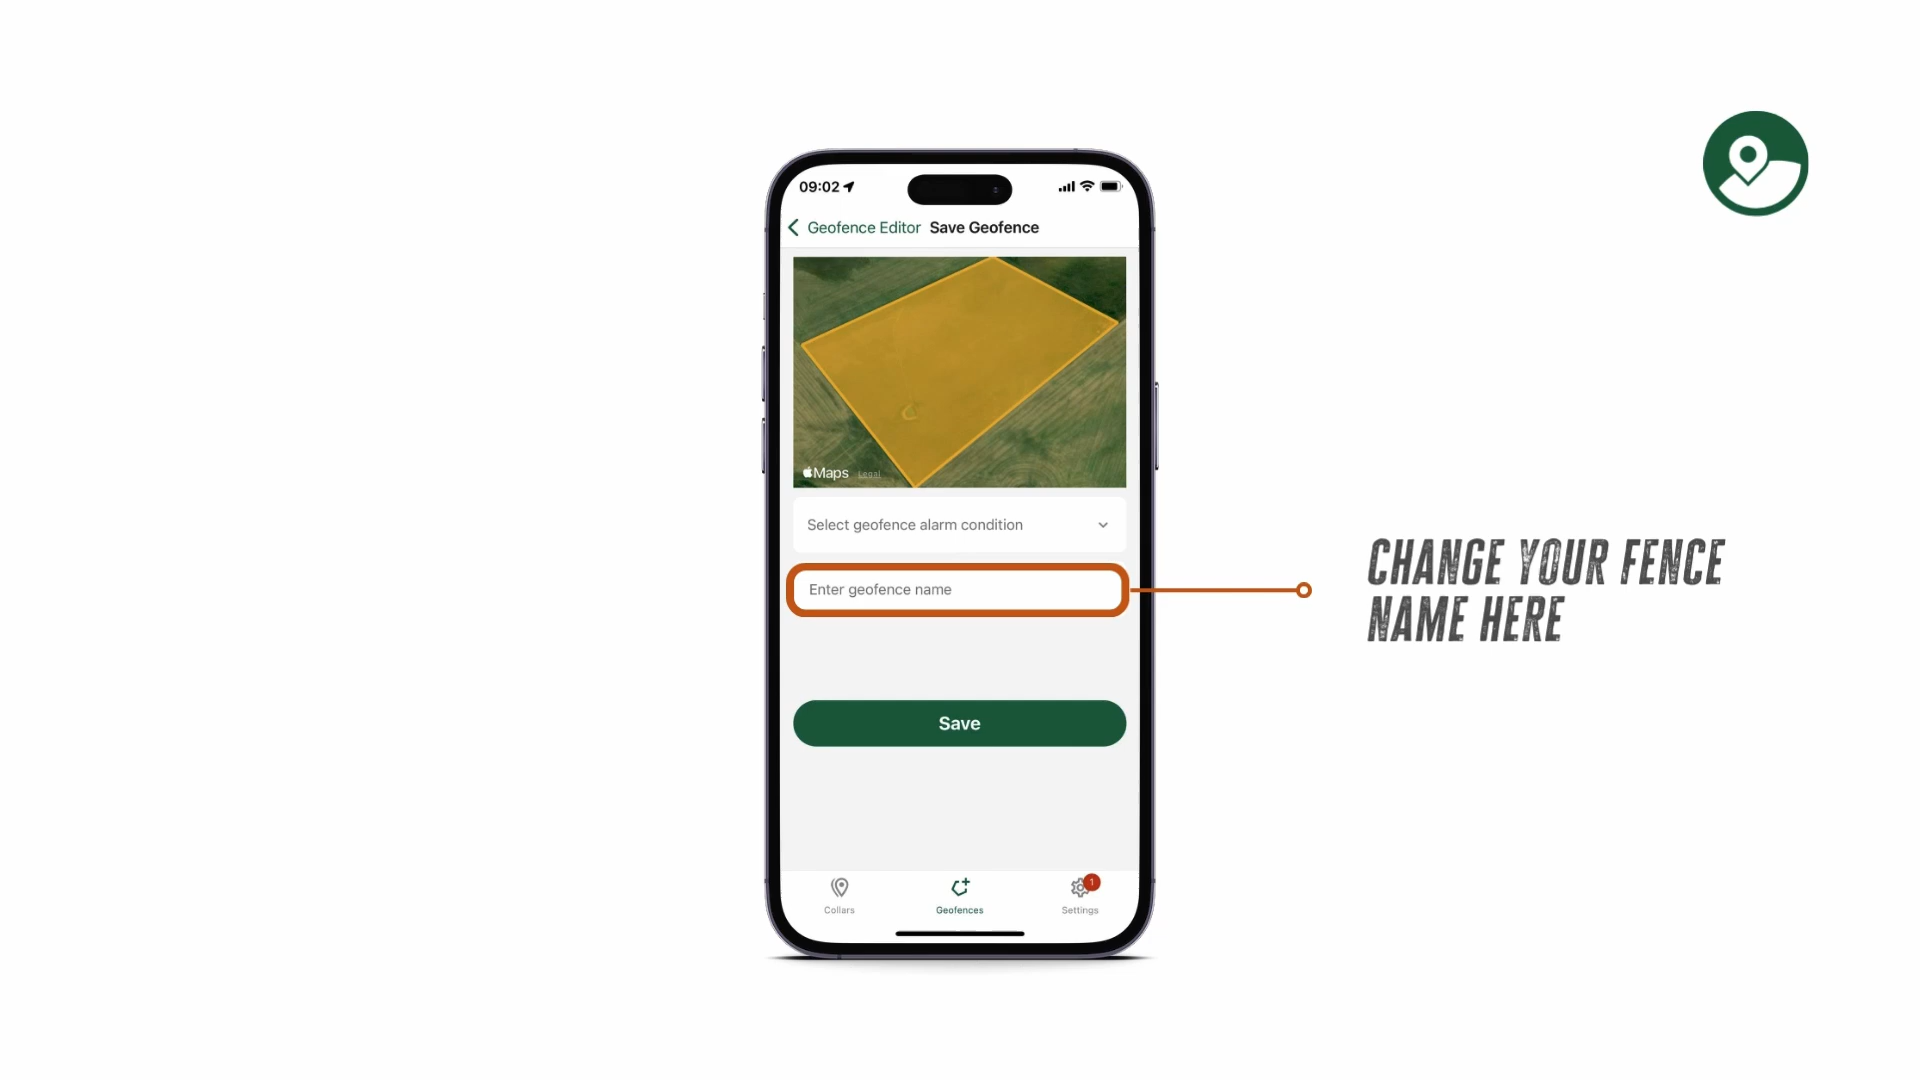 09:02
Geofence Editor Save Geofence
Maps Legal
Select geofence alarm condition
Enter geofence name
CHANGE YOUR FENCE
NAME HERE
Save
1
Collars Geofences Settings